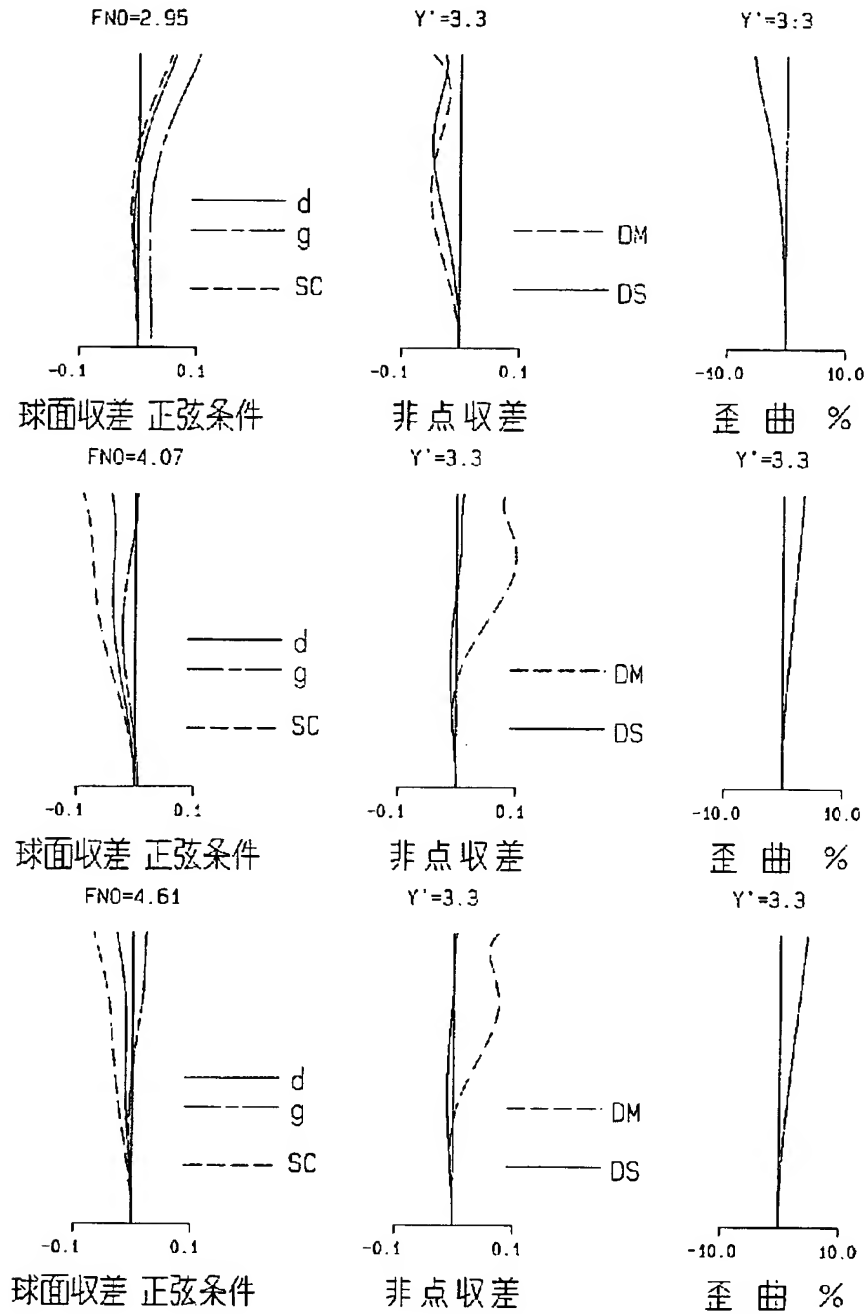 FNO=2.95 Y'=3.3 Y'=3:3
d
g DM
SC DS
-0.1 0.1 -0.1 0.1 -10.0 10.0
球面収差 正弦条件 非点収差 歪曲 %
FNO=4.07 Y'=3.3 Y'=3.3
d
g DM
SC DS
-0.1 0.1 -0.1 0.1 -10.0 10.0
球面収差 正弦条件 非点収差 歪曲 %
FNO=4.61 Y'=3.3 Y'=3.3
d
g DM
SC DS
-0.1 0.1 -0.1 0.1 -10.0 10.0
球面収差 正弦条件 非点収差 歪曲 %